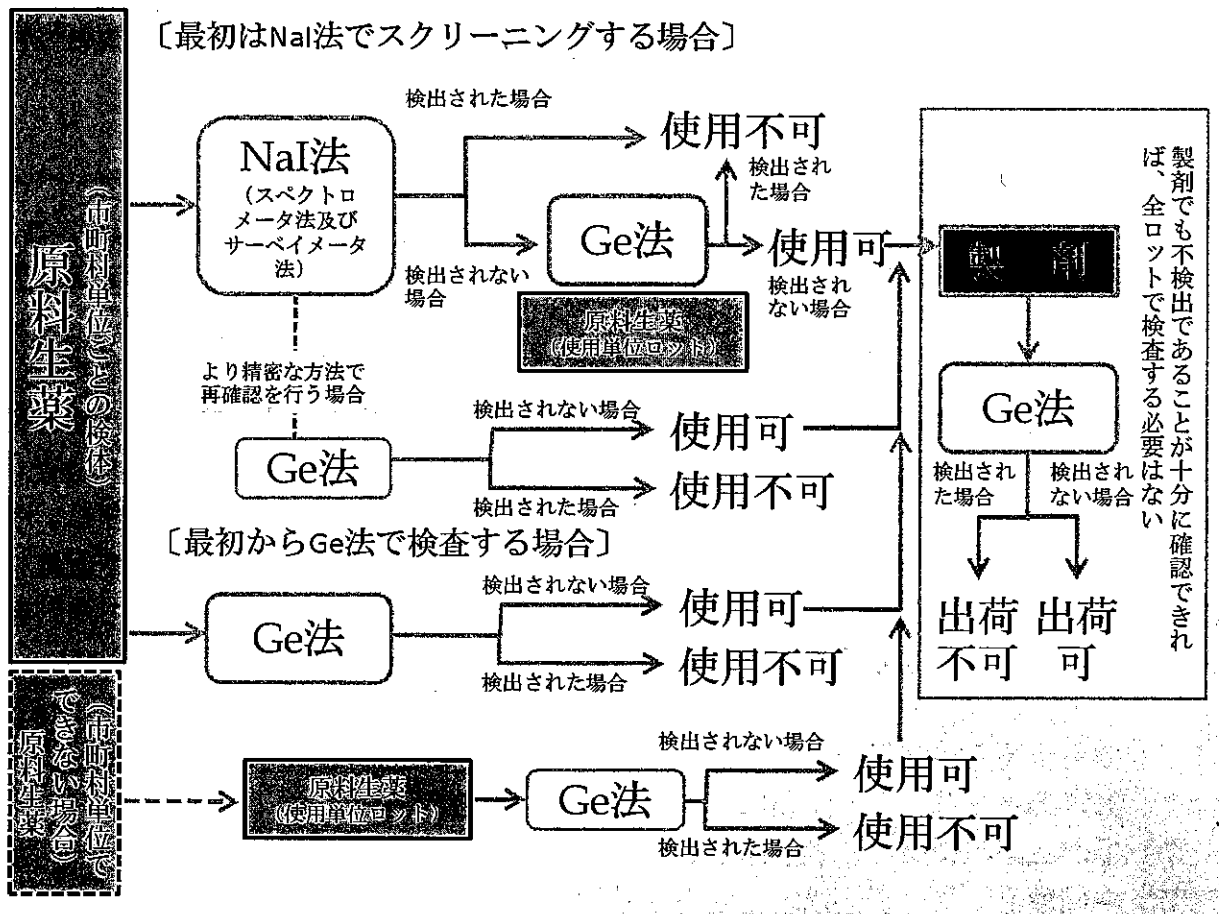 原料生薬
（市町村単位ごとの検体）
〔最初はNaI法でスクリーニングする場合〕
NaI法
（スペクトロ
メータ法及び
サーベイメータ
法）
検出された場合
使用不可
検出されない
場合
Ge法
原料生薬
（使用単位ロット）
検出され
た場合
使用可
検出され
ない場合
より精密な方法で
再確認を行う場合
Ge法
検出されない場合
使用可
検出された場合
使用不可
〔最初からGe法で検査する場合〕
Ge法
検出されない場合
使用可
検出された場合
使用不可
（市町村単位で
できない場合）
原料生薬
原料生薬
（使用単位ロット）
Ge法
検出されない場合
使用可
検出された場合
使用不可
製剤でも不検出であることが十分に確認できれ
ば、全ロットで検査する必要はない
製　剤
Ge法
検出され
た場合
検出され
ない場合
出荷
不可
出荷
可